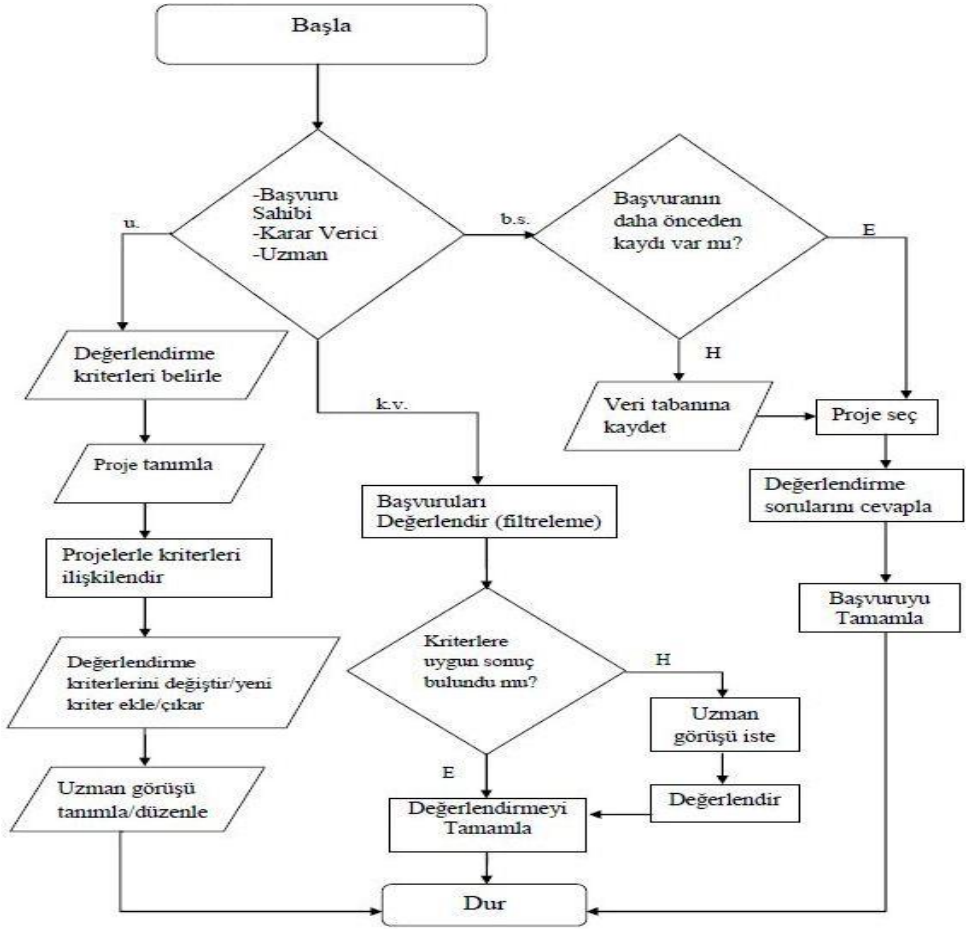 Başla
-Başvuru
Sahibi
-Karar Verici
-Uzman
u.
b.s.
k.v.
Başvuranın
daha önceden
kaydı var mı?
E
H
Değerlendirme
kriterleri belirle
Proje tanımla
Projelerle kriterleri
ilişkilendir
Değerlendirme
kriterlerini değiştir/yeni
kriter ekle/çıkar
Uzman görüşü
tanımla/düzenle
Başvuruları
Değerlendir (filtreleme)
Kriterlere
uygun sonuç
bulundu mu?
H
E
Uzman
görüşü iste
Değerlendir
Değerlendirmeyi
Tamamla
Veri tabanına
kaydet
Proje seç
Değerlendirme
sorularını cevapla
Başvuruyu
Tamamla
Dur